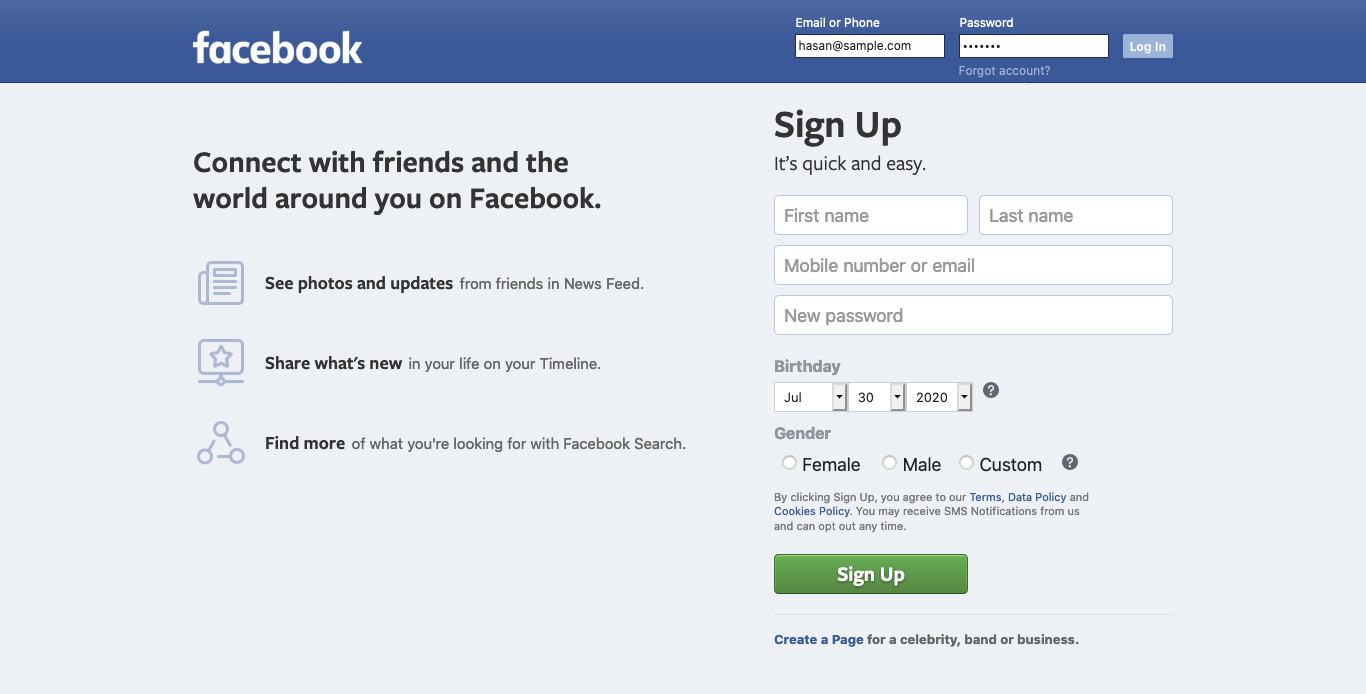 facebook
Email or Phone
Password
hasan@sample.com
•••••••
Log In
Forgot account?
Connect with friends and the
world around you on Facebook.
See photos and updates from friends in News Feed.
Share what's new in your life on your Timeline.
Find more of what you're looking for with Facebook Search.
Sign Up
It's quick and easy.
First name
Last name
Mobile number or email
New password
Birthday
Jul 30 2020 ?
Gender
Female Male Custom ?
By clicking Sign Up, you agree to our Terms, Data Policy and
Cookies Policy. You may receive SMS Notifications from us
and can opt out any time.
Sign Up
Create a Page for a celebrity, band or business.